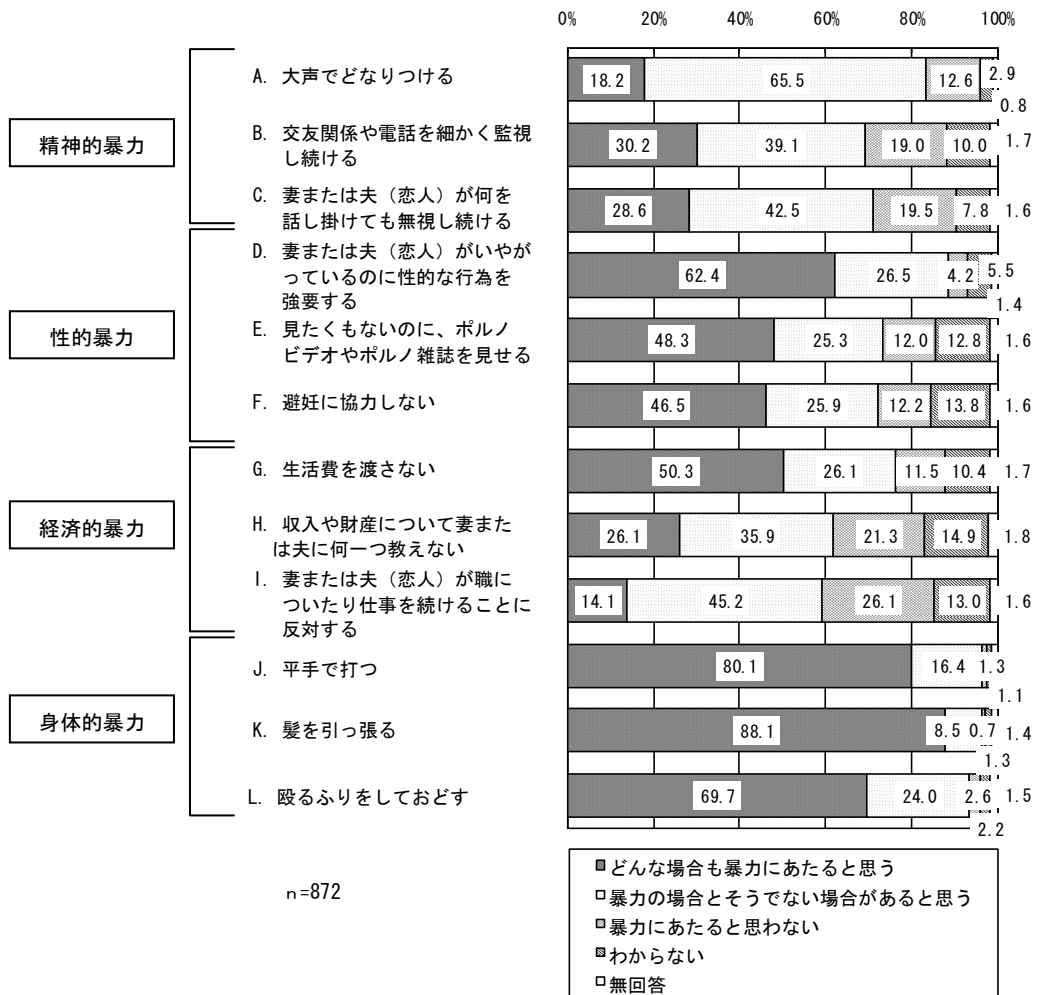 0%
20%
40%
60%
80%
100%
精神的暴力
A. 大声でどなりつける
18.2
65.5
12.6
2.9
0.8
B. 交友関係や電話を細かく監視
し続ける
30.2
39.1
19.0
10.0
1.7
C. 妻または夫（恋人）が何を
話し掛けても無視し続ける
28.6
42.5
19.5
7.8
1.6
性的暴力
D. 妻または夫（恋人）がいやが
っているのに性的な行為を
強要する
62.4
26.5
4.2
5.5
1.4
E. 見たくもないのに、ポルノ
ビデオやポルノ雑誌を見せる
48.3
25.3
12.0
12.8
1.6
F. 避妊に協力しない
46.5
25.9
12.2
13.8
1.6
経済的暴力
G. 生活費を渡さない
50.3
26.1
11.5
10.4
1.7
H. 収入や財産について妻また
は夫に何一つ教えない
26.1
35.9
21.3
14.9
1.8
I. 妻または夫（恋人）が職に
ついたり仕事を続けることに
反対する
14.1
45.2
26.1
13.0
1.6
身体的暴力
J. 平手で打つ
80.1
16.4
1.3
1.1
K. 髪を引っ張る
88.1
8.5
0.7
1.4
1.3
L. 殴るふりをしておどす
69.7
24.0
2.6
1.5
2.2
n=872
どんな場合も暴力にあたると思う
暴力の場合とそうでない場合があると思う
暴力にあたると思わない
わからない
無回答